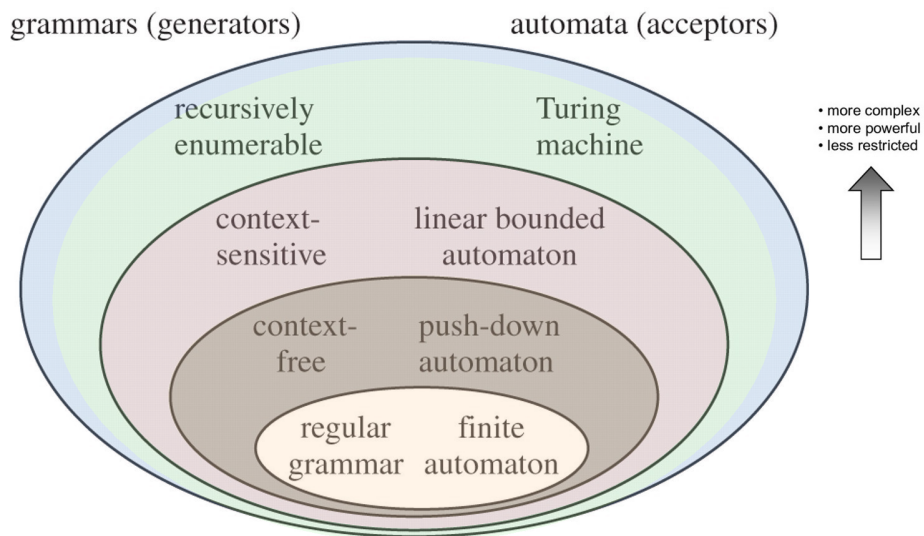 grammars (generators)
automata (acceptors)
recursively
enumerable
Turing
machine
• more complex
• more powerful
• less restricted
context-
sensitive
linear bounded
automaton
context-
free
push-down
automaton
regular
grammar
finite
automaton